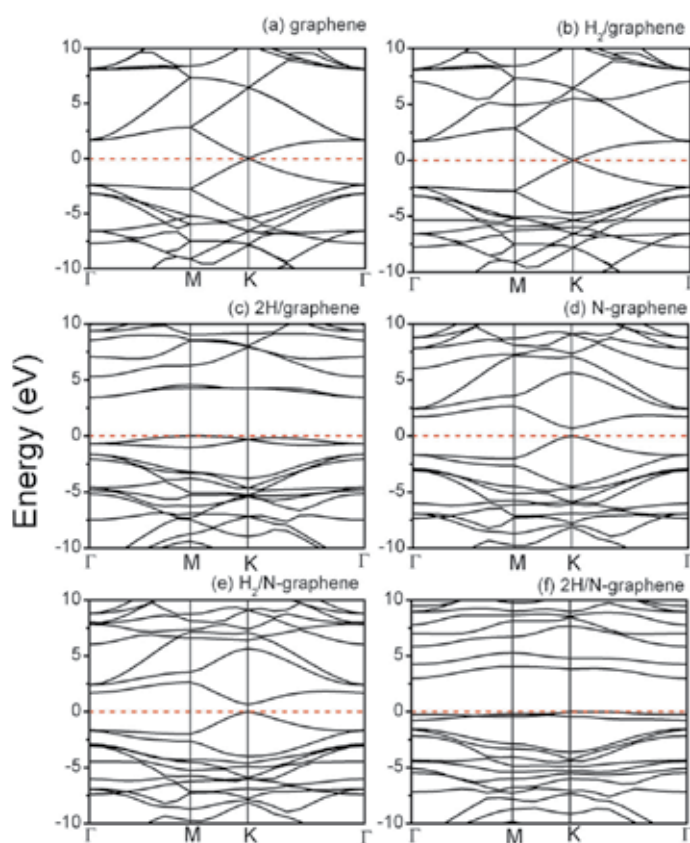 (a) graphene
(b) H₂/graphene
10
5
0
-5
-10
Γ M K Γ
10
5
0
-5
-10
Γ M K Γ
(c) 2H/graphene
(d) N-graphene
10
5
0
-5
-10
Γ M K Γ
10
5
0
-5
-10
Γ M K Γ
Energy (eV)
(e) H₂/N-graphene
(f) 2H/N-graphene
10
5
0
-5
-10
Γ M K Γ
10
5
0
-5
-10
Γ M K Γ